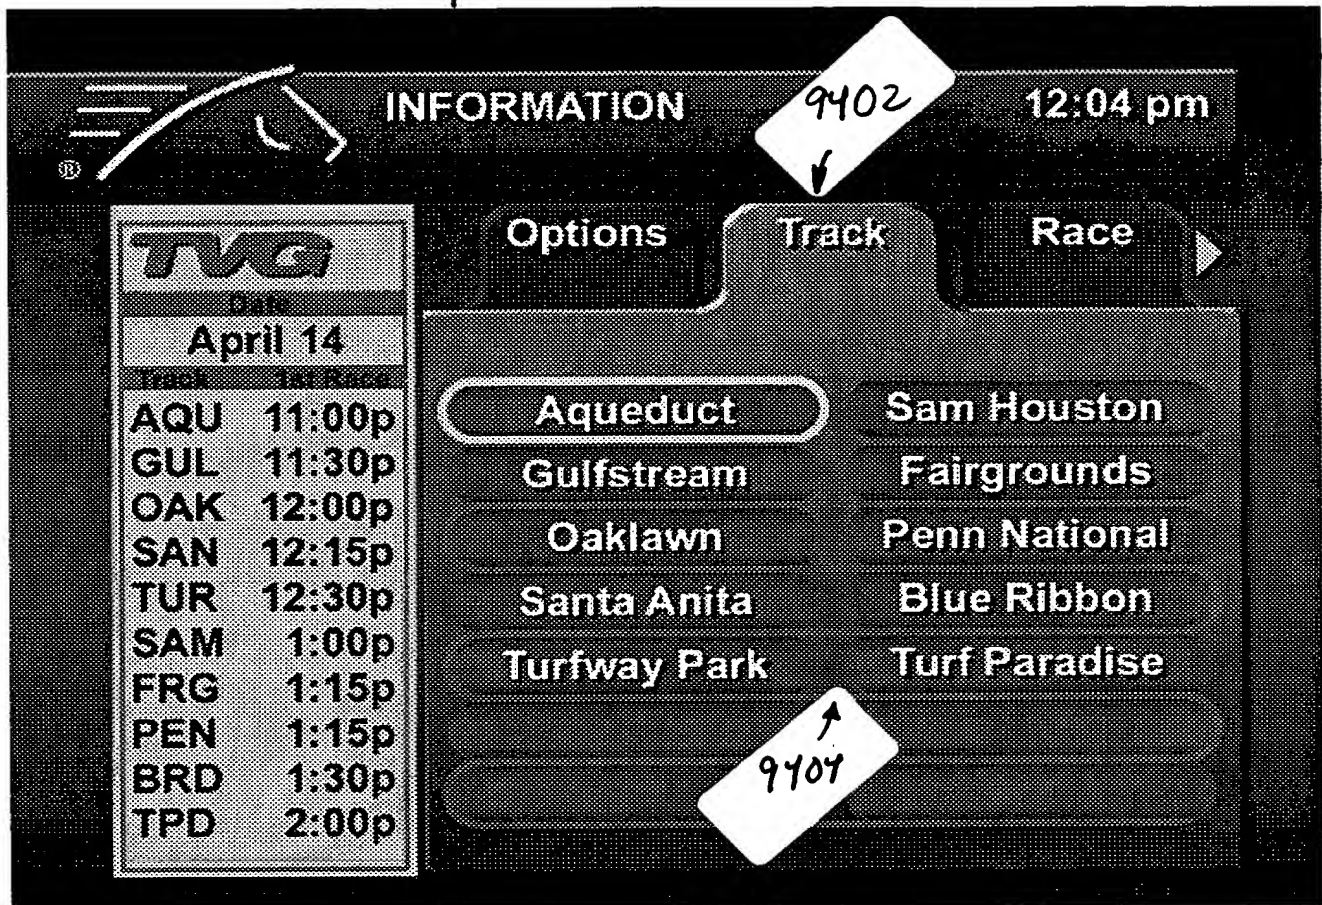 INFORMATION
9402
12:04 pm
®
TVG
Date
April 14
Track 1st Race
AQU 11:00p
GUL 11:30p
OAK 12:00p
SAN 12:15p
TUR 12:30p
SAM 1:00p
FRG 1:15p
PEN 1:15p
BRD 1:30p
TPD 2:00p
Options Track Race
Aqueduct Sam Houston
Gulfstream Fairgrounds
Oaklawn Penn National
Santa Anita Blue Ribbon
Turfway Park Turf Paradise
9404